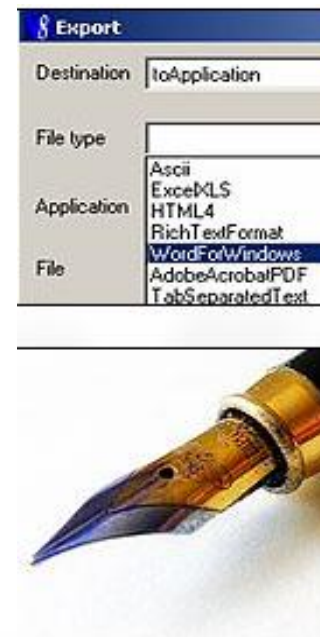 Export
Destination toApplication
File type
Ascii
ExcelXLS
HTML4
Application
RichTextFormat
WordForWindows
File
AdobeAcrobatPDF
TabSeparatedText